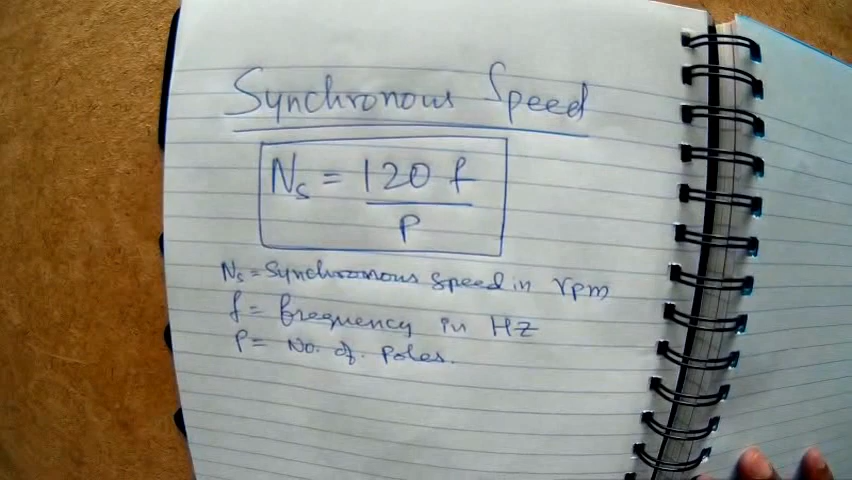 Synchronous Speed
Ns = 120 f
P
Ns = Synchronous Speed in rpm
f = frequency in HZ
P = No. of. Poles.